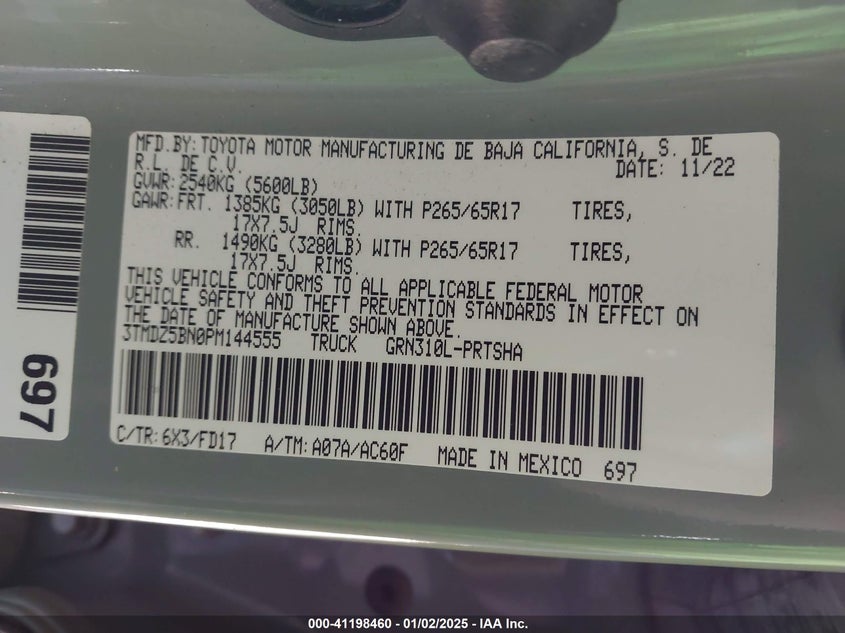 MFD.BY: TOYOTA MOTOR MANUFACTURING DE BAJA CALIFORNIA, S. DE
R.L. DE C.V. DATE: 11/22
GVWR: 2540KG (5600LB)
GAWR: FRT. 1385KG (3050LB) WITH P265/65R17 TIRES,
17X7.5J RIMS.
RR. 1490KG (3280LB) WITH P265/65R17 TIRES,
17X7.5J RIMS.
THIS VEHICLE CONFORMS TO ALL APPLICABLE FEDERAL MOTOR
VEHICLE SAFETY AND THEFT PREVENTION STANDARDS IN EFFECT ON
THE DATE OF MANUFACTURE SHOWN ABOVE.
3TMDZ5BN0PM144555 TRUCK GRN310L-PRTSHA
C/TR: 6X3/FD17 A/TM: A07A/AC60F MADE IN MEXICO 697
697
000-41198460 - 01/02/2025 - IAA Inc.